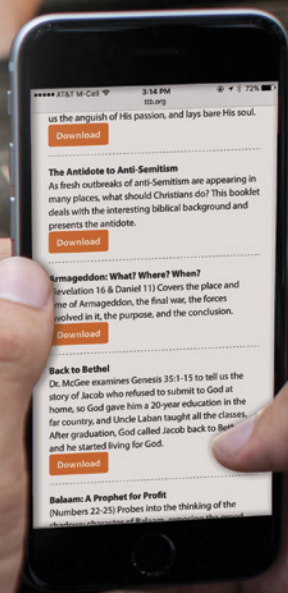 AT&T M-Cell 3:14 PM 72%
ttb.org
us the anguish of His passion, and lays bare His soul.
Download
The Antidote to Anti-Semitism
As fresh outbreaks of anti-Semitism are appearing in
many places, what should Christians do? This booklet
deals with the interesting biblical background and
presents the antidote.
Download
Armageddon: What? Where? When?
Revelation 16 & Daniel 11) Covers the place and
me of Armageddon, the final war, the forces
volved in it, the purpose, and the conclusion.
Download
Back to Bethel
Dr. McGee examines Genesis 35:1-15 to tell us the
story of Jacob who refused to submit to God at
home, so God gave him a 20-year education in the
far country, and Uncle Laban taught all the classes.
After graduation, God called Jacob back to Beth
and he started living for God.
Download
Balaam: A Prophet for Profit
(Numbers 22-25) Probes into the thinking of the